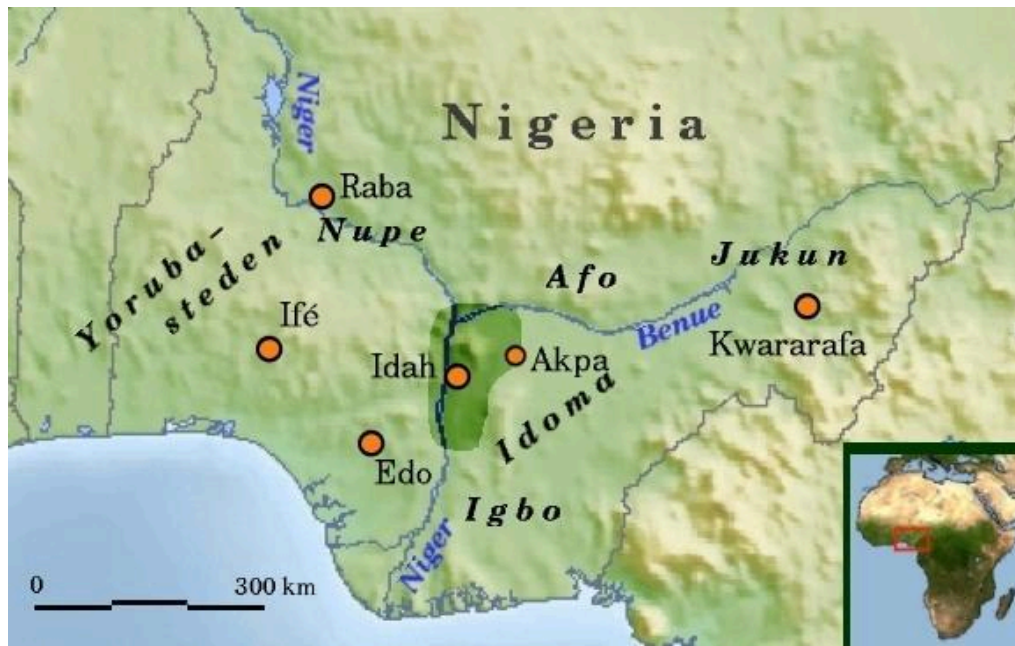 Niger
Nigeria
Raba
Nupe
Yoruba-
steden
Afo
Jukun
Ifé
Benue
Idah
Akpa
Kwararafa
Idoma
Edo
Igbo
Niger
0 300 km